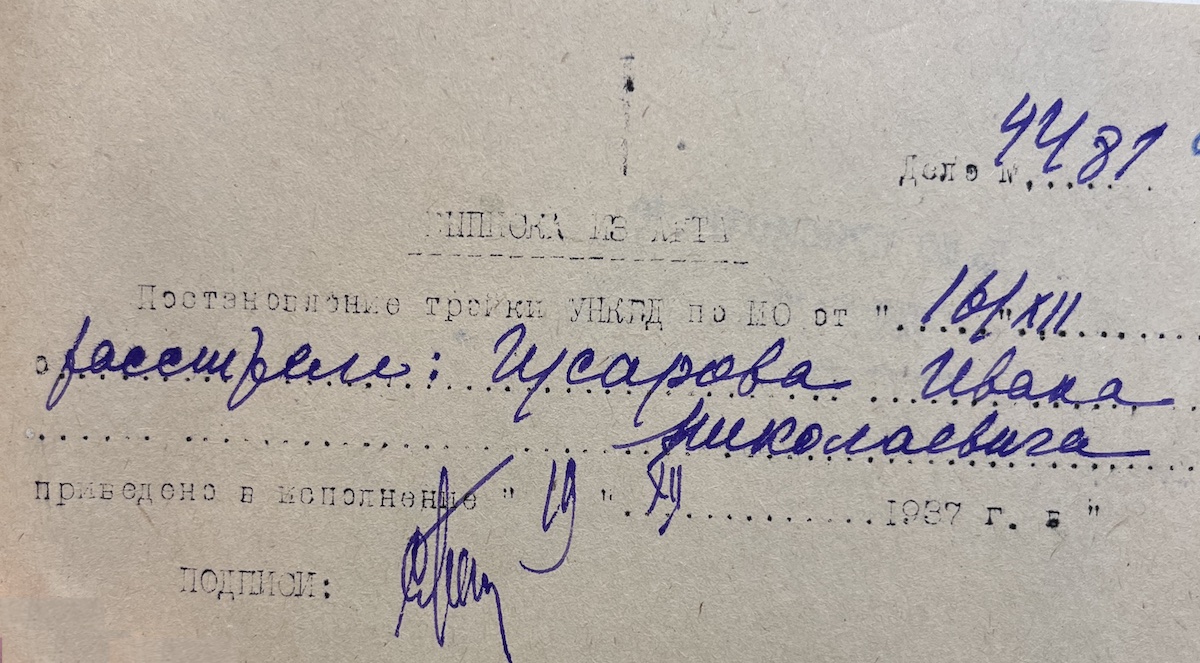 Дело № 4481
ВЫПИСКА ИЗ АКТА
Постановление тройки УНКВД по МО от "16/XII
о расстреле: Гусарова Ивана
Николаевича
приведено в исполнение " 19 " XII 1937 г. в "
ПОДПИСИ: